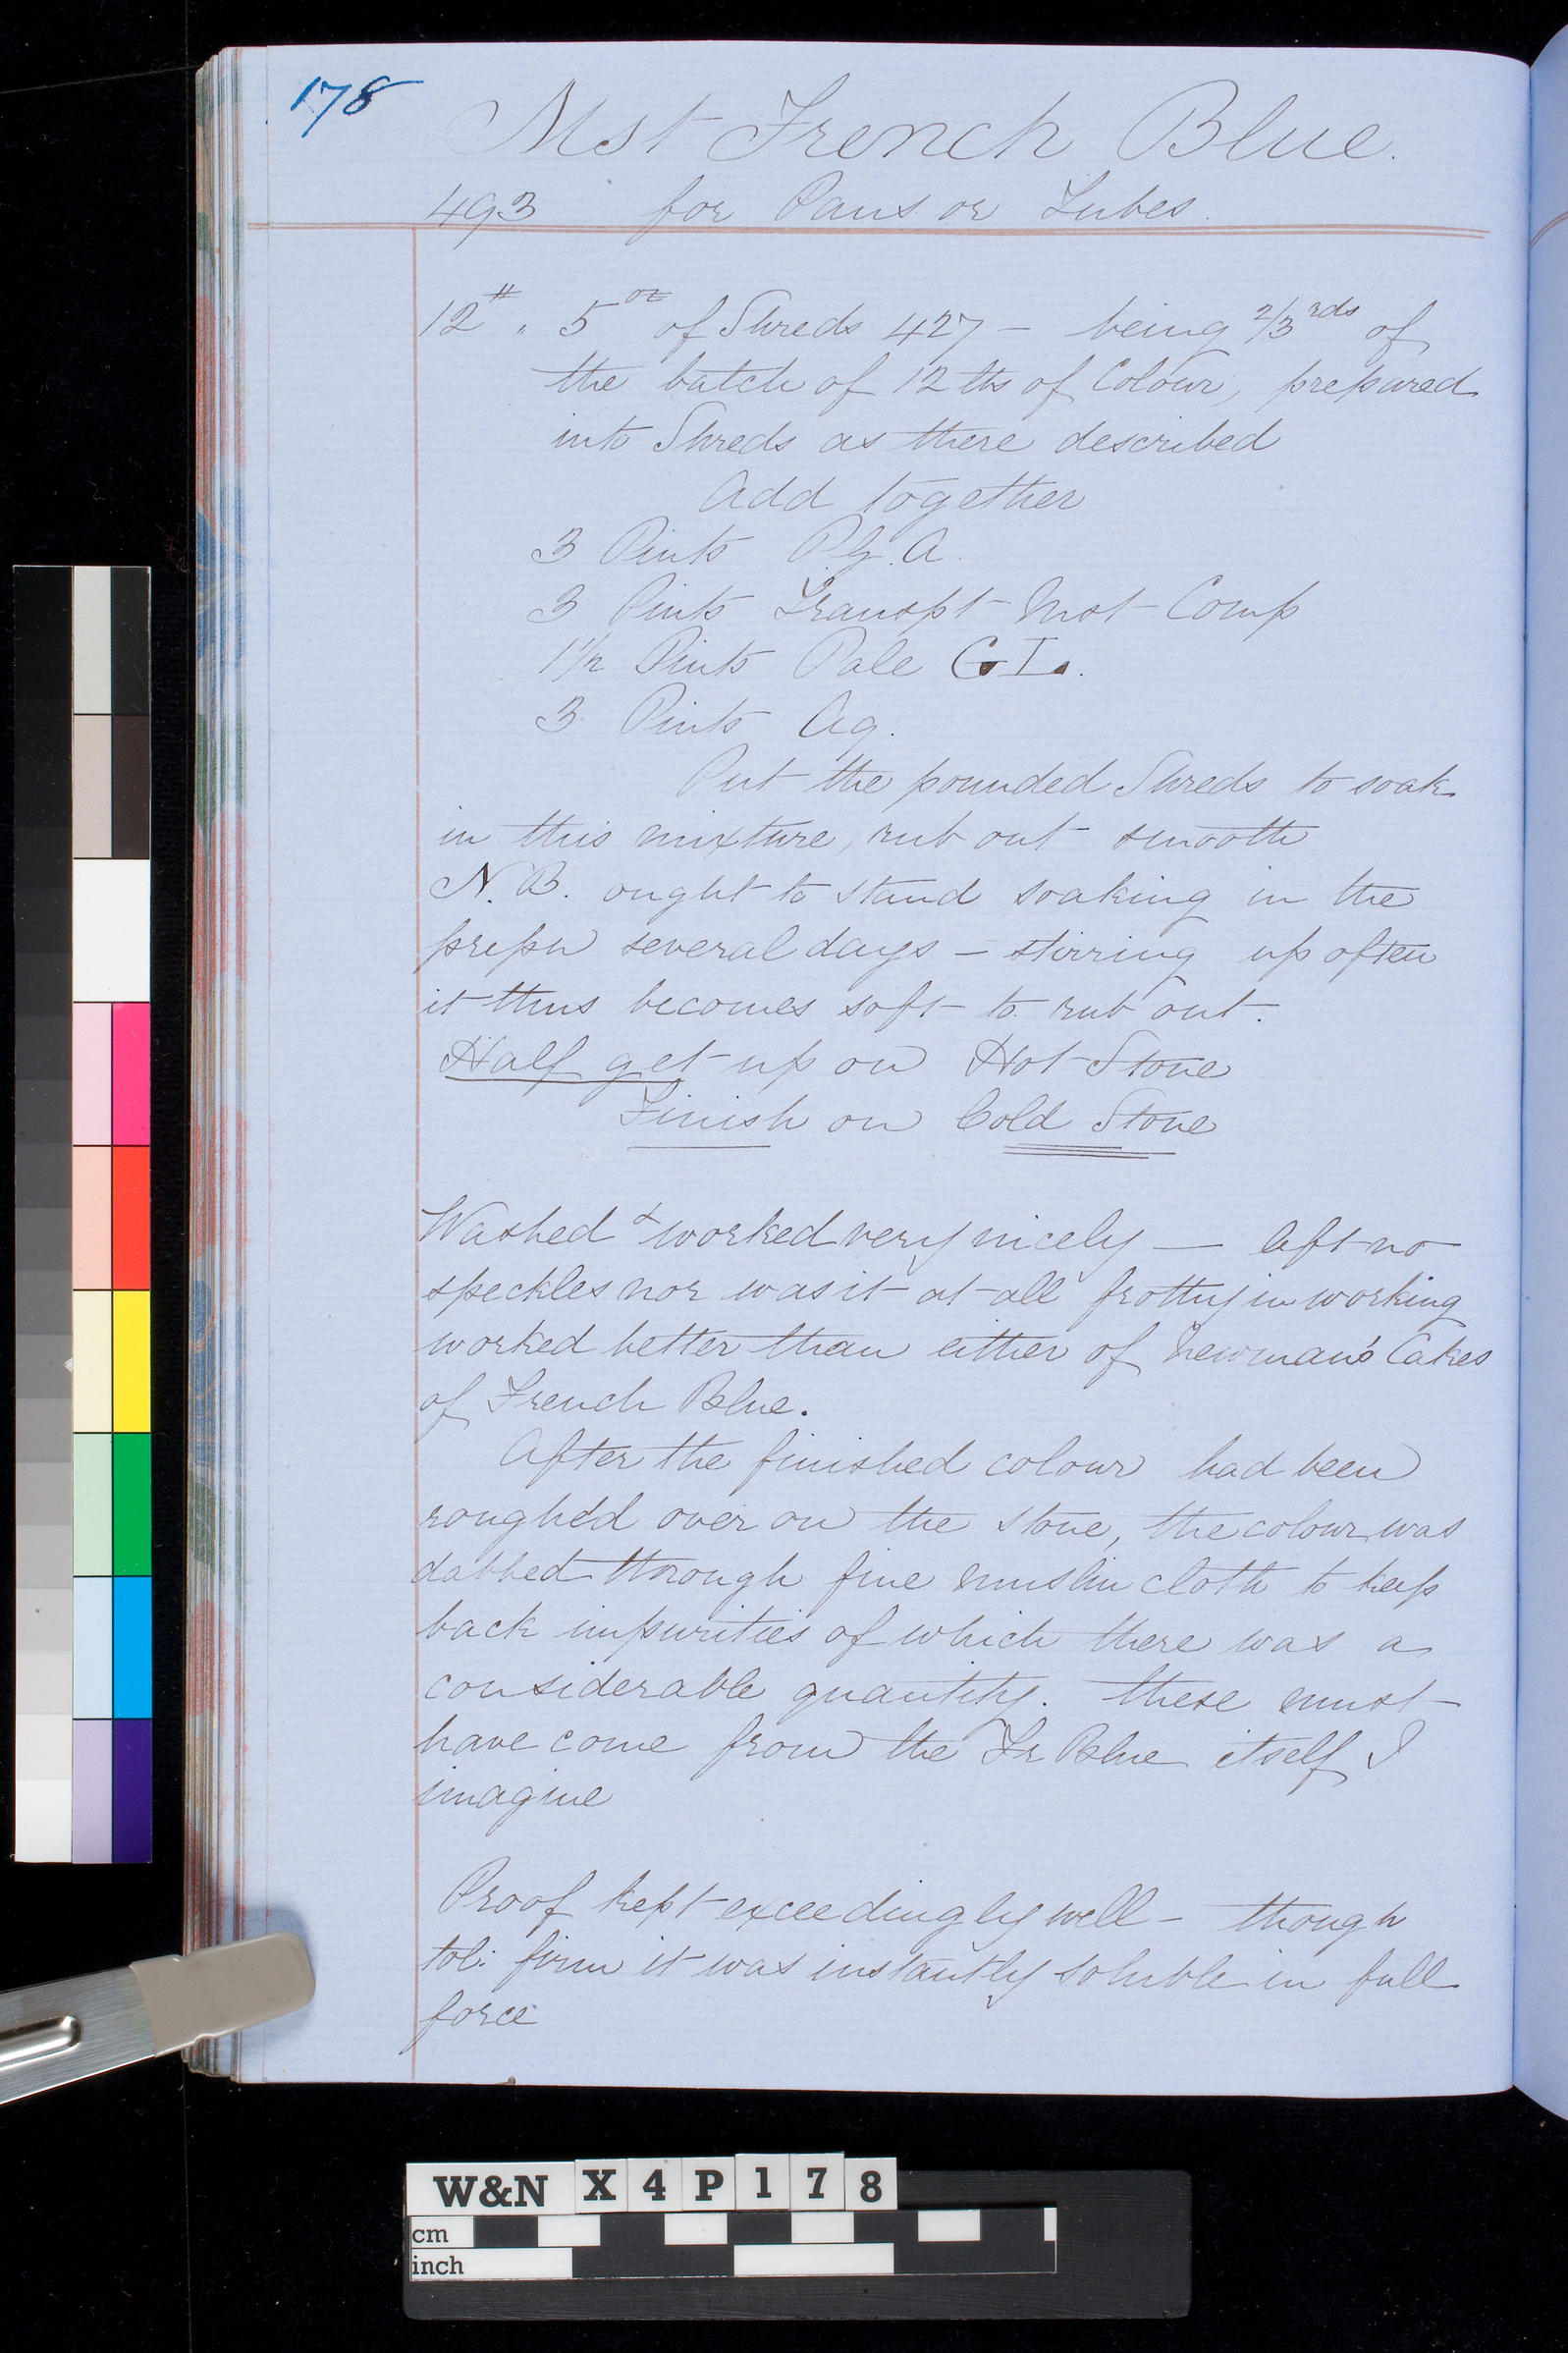 178
Mst French Blue.
493 for Pans or Tubes.
12# „ 5oz of Shreds 427 – being 2/3rds of
the batch of 12 lbs of Colour, prepared
into Shreds as there described
Add together
3 Pints P.G.A.
3 Pints Transpt Mst Comp
1 1/2 Pints Pale G I.
3 Pints Aq.
Put the pounded Shreds to soak
in this mixture, rub out smooth
N.B. ought to stand soaking in the
prepn several days – stirring up often
it thus becomes soft to rub out.
Half get up on Hot Stone
Finish on Cold Stone
Washed & worked very nicely — left no
speckles nor was it at all frothy in working
worked better than either of Newman's Cakes
of French Blue.
After the finished colour had been
rough'd over on the stone, the colour was
dabbed through fine muslin cloth to keep
back impurities of which there was a
considerable quantity. these must
have come from the Fr Blue itself I
imagine
Proof kept exceedingly well – though
tol: firm it was instantly soluble in full
force
W&N X 4 P 1 7 8
cm
inch